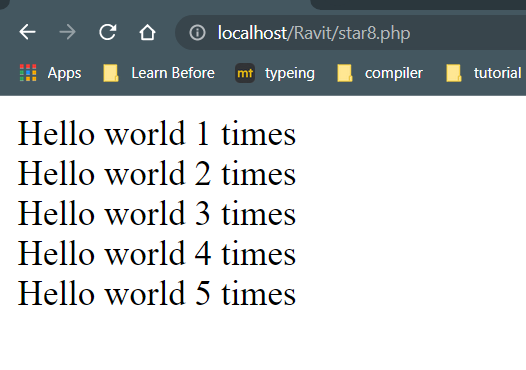 localhost/Ravit/star8.php
Apps Learn Before mt typeing compiler tutorial
Hello world 1 times
Hello world 2 times
Hello world 3 times
Hello world 4 times
Hello world 5 times